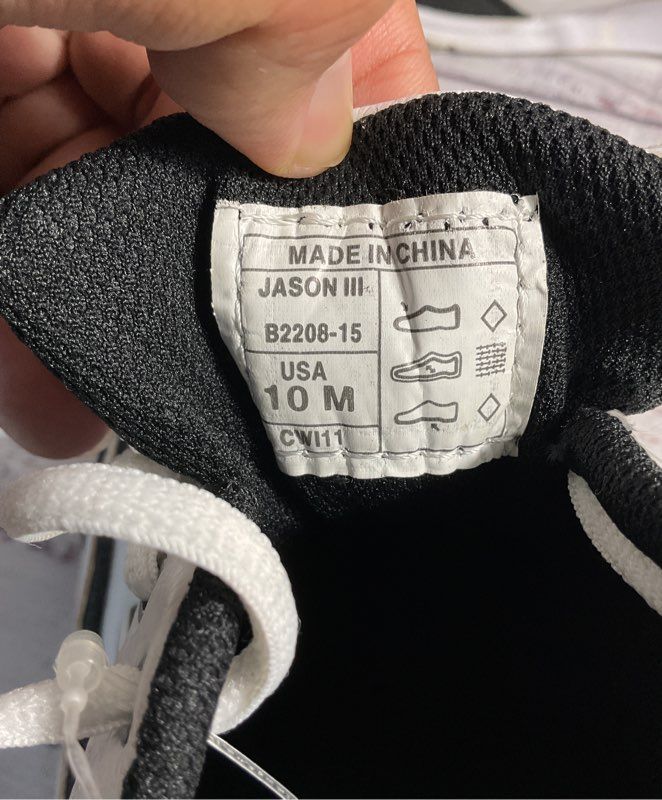 MADE IN CHINA
JASON III
B2208-15
USA
10 M
CWI11